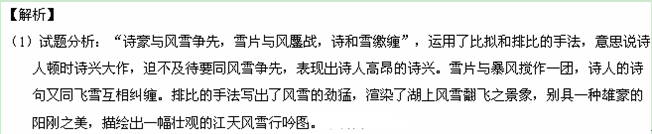 【解析】
（1）试题分析：“诗豪与风雪争先，雪片与风鏖战，诗和雪缴缠”，运用了比拟和排比的手法，意思说诗
人顿时诗兴大作，迫不及待要同风雪争先，表现出诗人高昂的诗兴。雪片与暴风搅作一团，诗人的诗
句又同飞雪互相纠缠。排比的手法写出了风雪的劲猛，渲染了湖上风雪翻飞之景象，别具一种雄豪的
阳刚之美，描绘出一幅壮观的江天风雪行吟图。